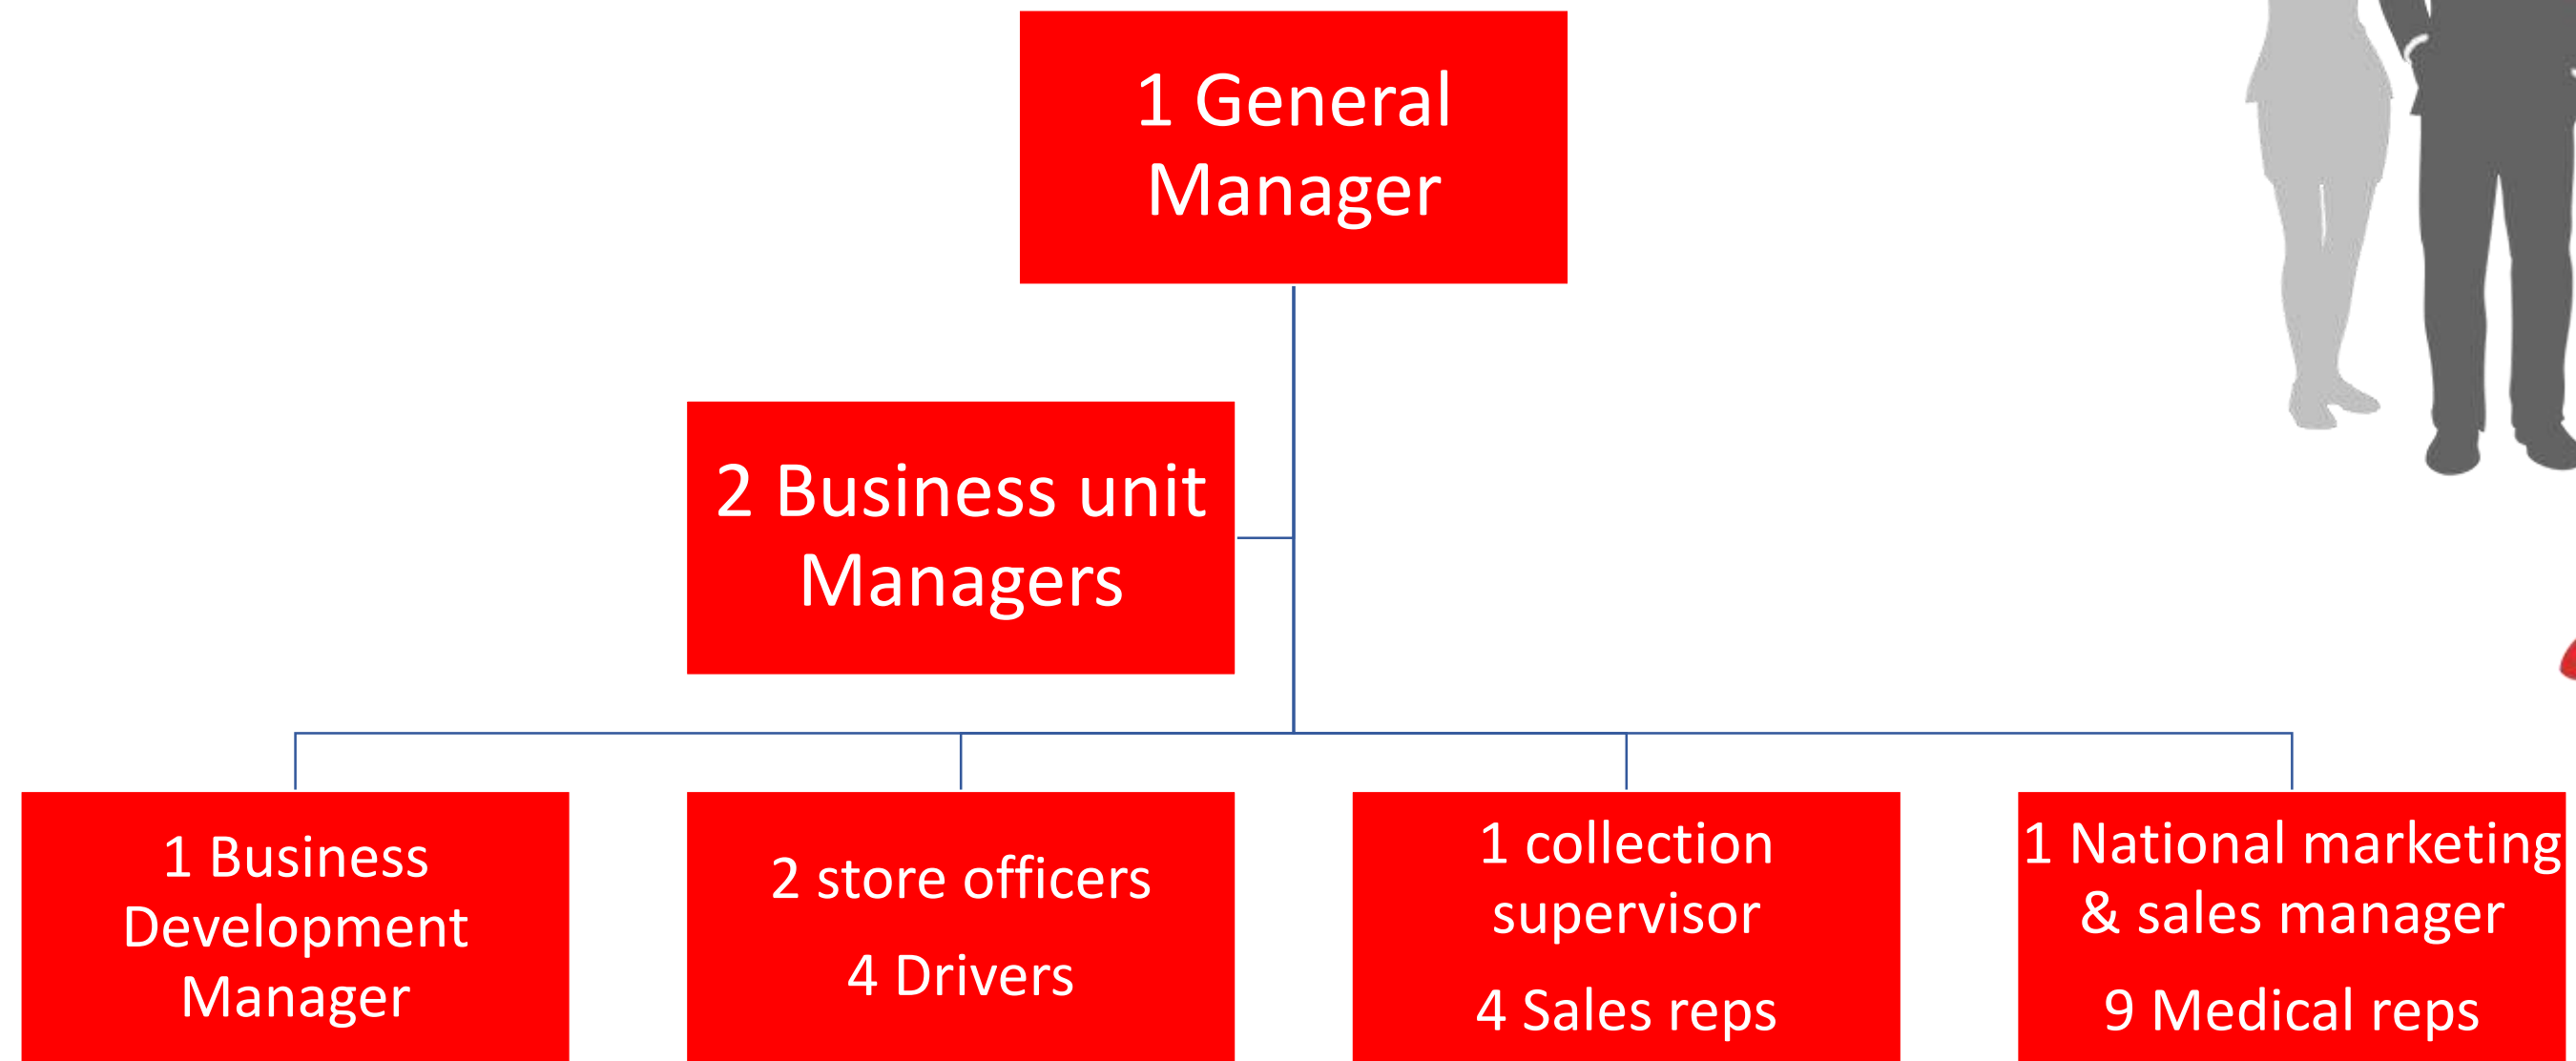 1 General
Manager
2 Business unit
Managers
1 Business
Development
Manager
2 store officers
4 Drivers
1 collection
supervisor
4 Sales reps
1 National marketing
& sales manager
9 Medical reps